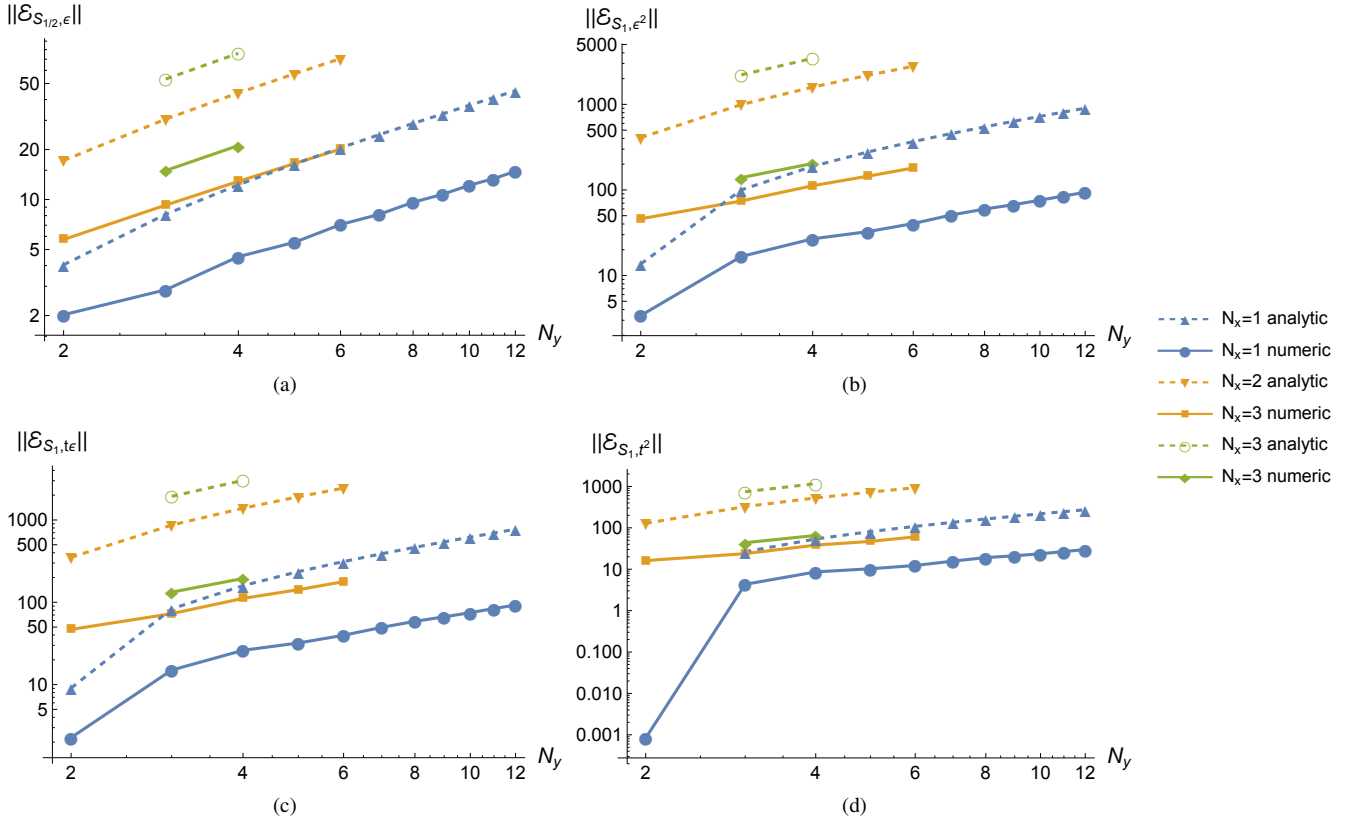 ||ℰ_{S_{1/2},ϵ}||
50
20
10
5
2
2
4
6
8
10
12
N_y
(a)
||ℰ_{S_1,ϵ^2}||
5000
1000
500
100
50
10
5
2
4
6
8
10
12
N_y
(b)
||ℰ_{S_1,tϵ}||
1000
500
100
50
10
5
2
4
6
8
10
12
N_y
(c)
||ℰ_{S_1,t^2}||
1000
100
10
1
0.100
0.010
0.001
2
4
6
8
10
12
N_y
(d)
N_x=1 analytic
N_x=1 numeric
N_x=2 analytic
N_x=3 numeric
N_x=3 analytic
N_x=3 numeric